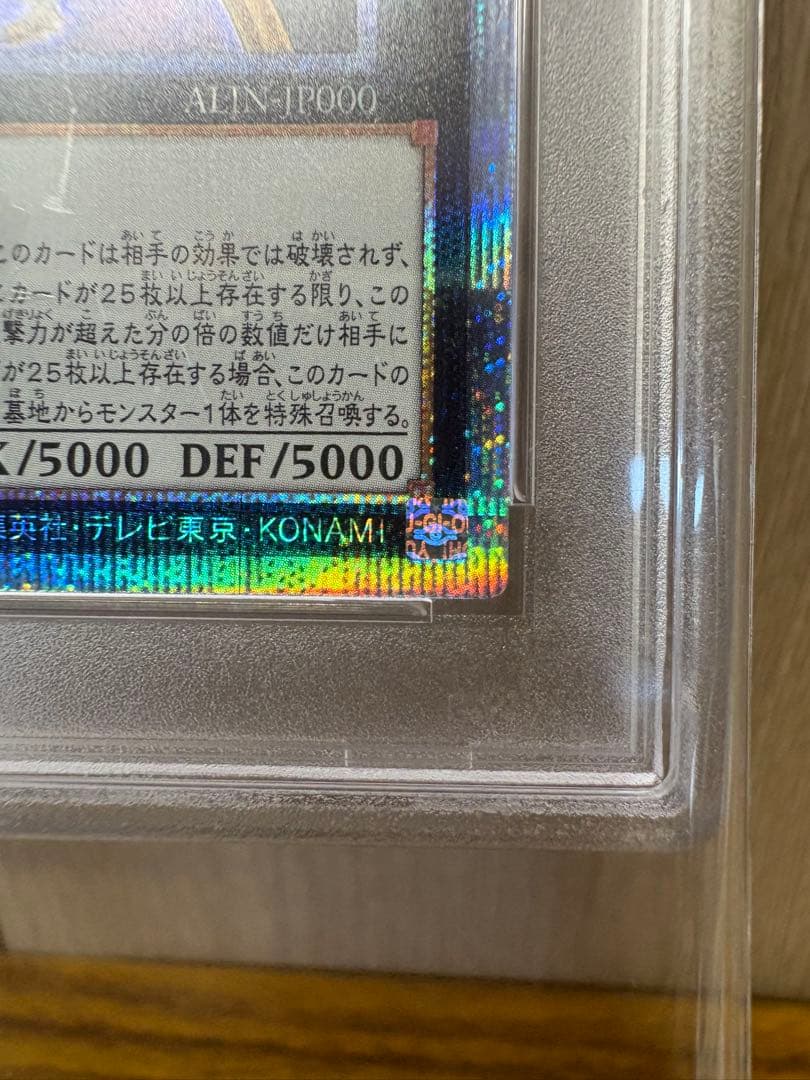 ALIN-JP000
このカードは相手の効果では破壊されず、
カードが25枚以上存在する限り、この
撃力が超えた分の倍の数値だけ相手に
が25枚以上存在する場合、このカードの
墓地からモンスター1体を特殊召喚する。
/5000 DEF/5000
英社・テレビ東京・KONAMI